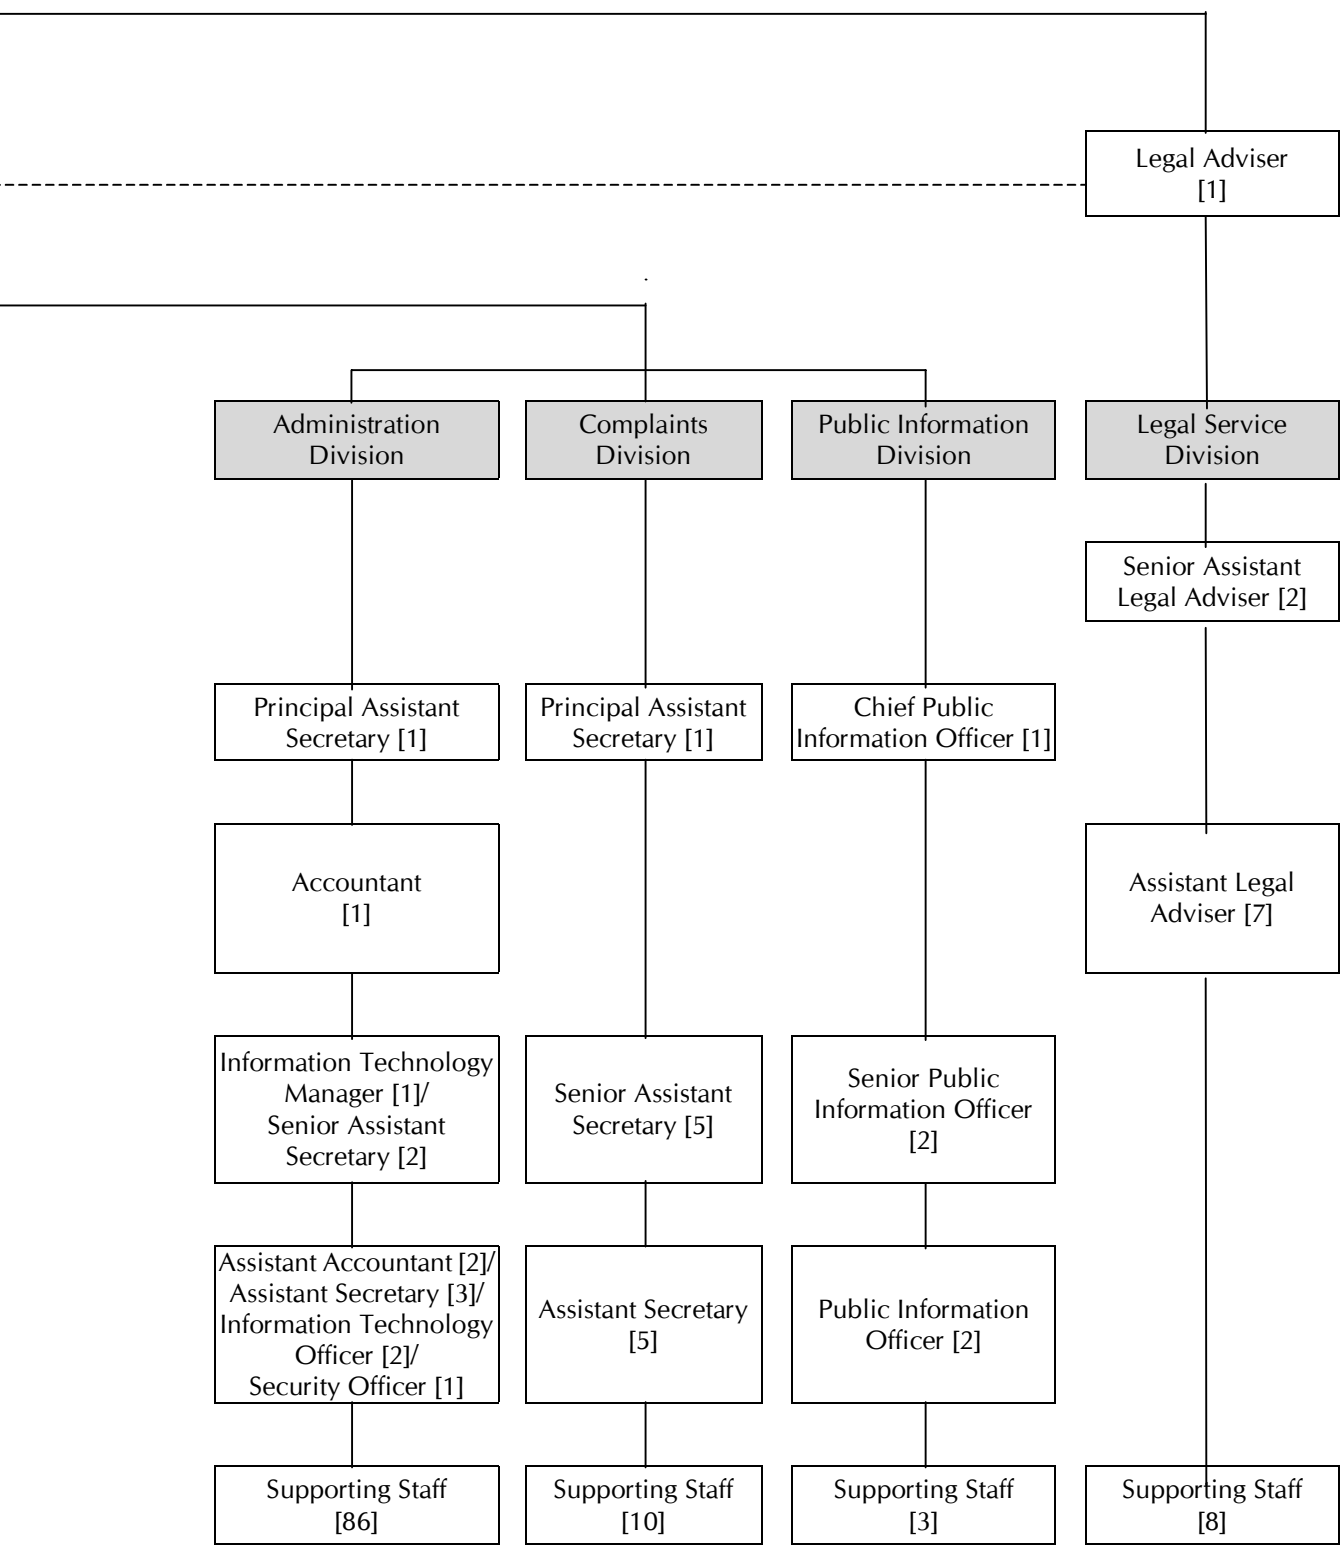 Legal Adviser
[1]
Administration
Division
Complaints
Division
Public Information
Division
Legal Service
Division
Senior Assistant
Legal Adviser [2]
Principal Assistant
Secretary [1]
Principal Assistant
Secretary [1]
Chief Public
Information Officer [1]
Accountant
[1]
Assistant Legal
Adviser [7]
Information Technology
Manager [1]/
Senior Assistant
Secretary [2]
Senior Assistant
Secretary [5]
Senior Public
Information Officer
[2]
Assistant Accountant [2]/
Assistant Secretary [3]/
Information Technology
Officer [2]/
Security Officer [1]
Assistant Secretary
[5]
Public Information
Officer [2]
Supporting Staff
[86]
Supporting Staff
[10]
Supporting Staff
[3]
Supporting Staff
[8]